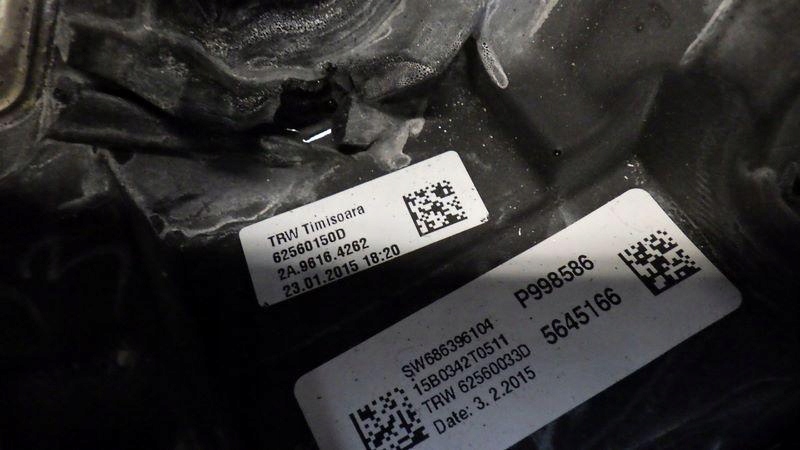 TRW Timisoara
62560150D
2A.9616.4262
23.01.2015 18:20
P998586
5645166
SW686396104
15B0342T0511
TRW 62560033D
Date: 3. 2.2015